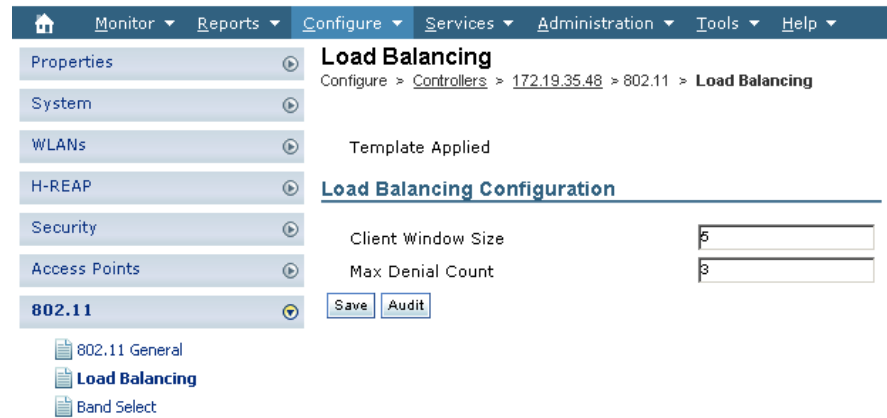 Monitor Reports Configure Services Administration Tools Help
Properties
System
WLANs
H-REAP
Security
Access Points
802.11
802.11 General
Load Balancing
Band Select
Load Balancing
Configure > Controllers > 172.19.35.48 > 802.11 > Load Balancing
Template Applied
Load Balancing Configuration
Client Window Size 5
Max Denial Count 3
Save Audit